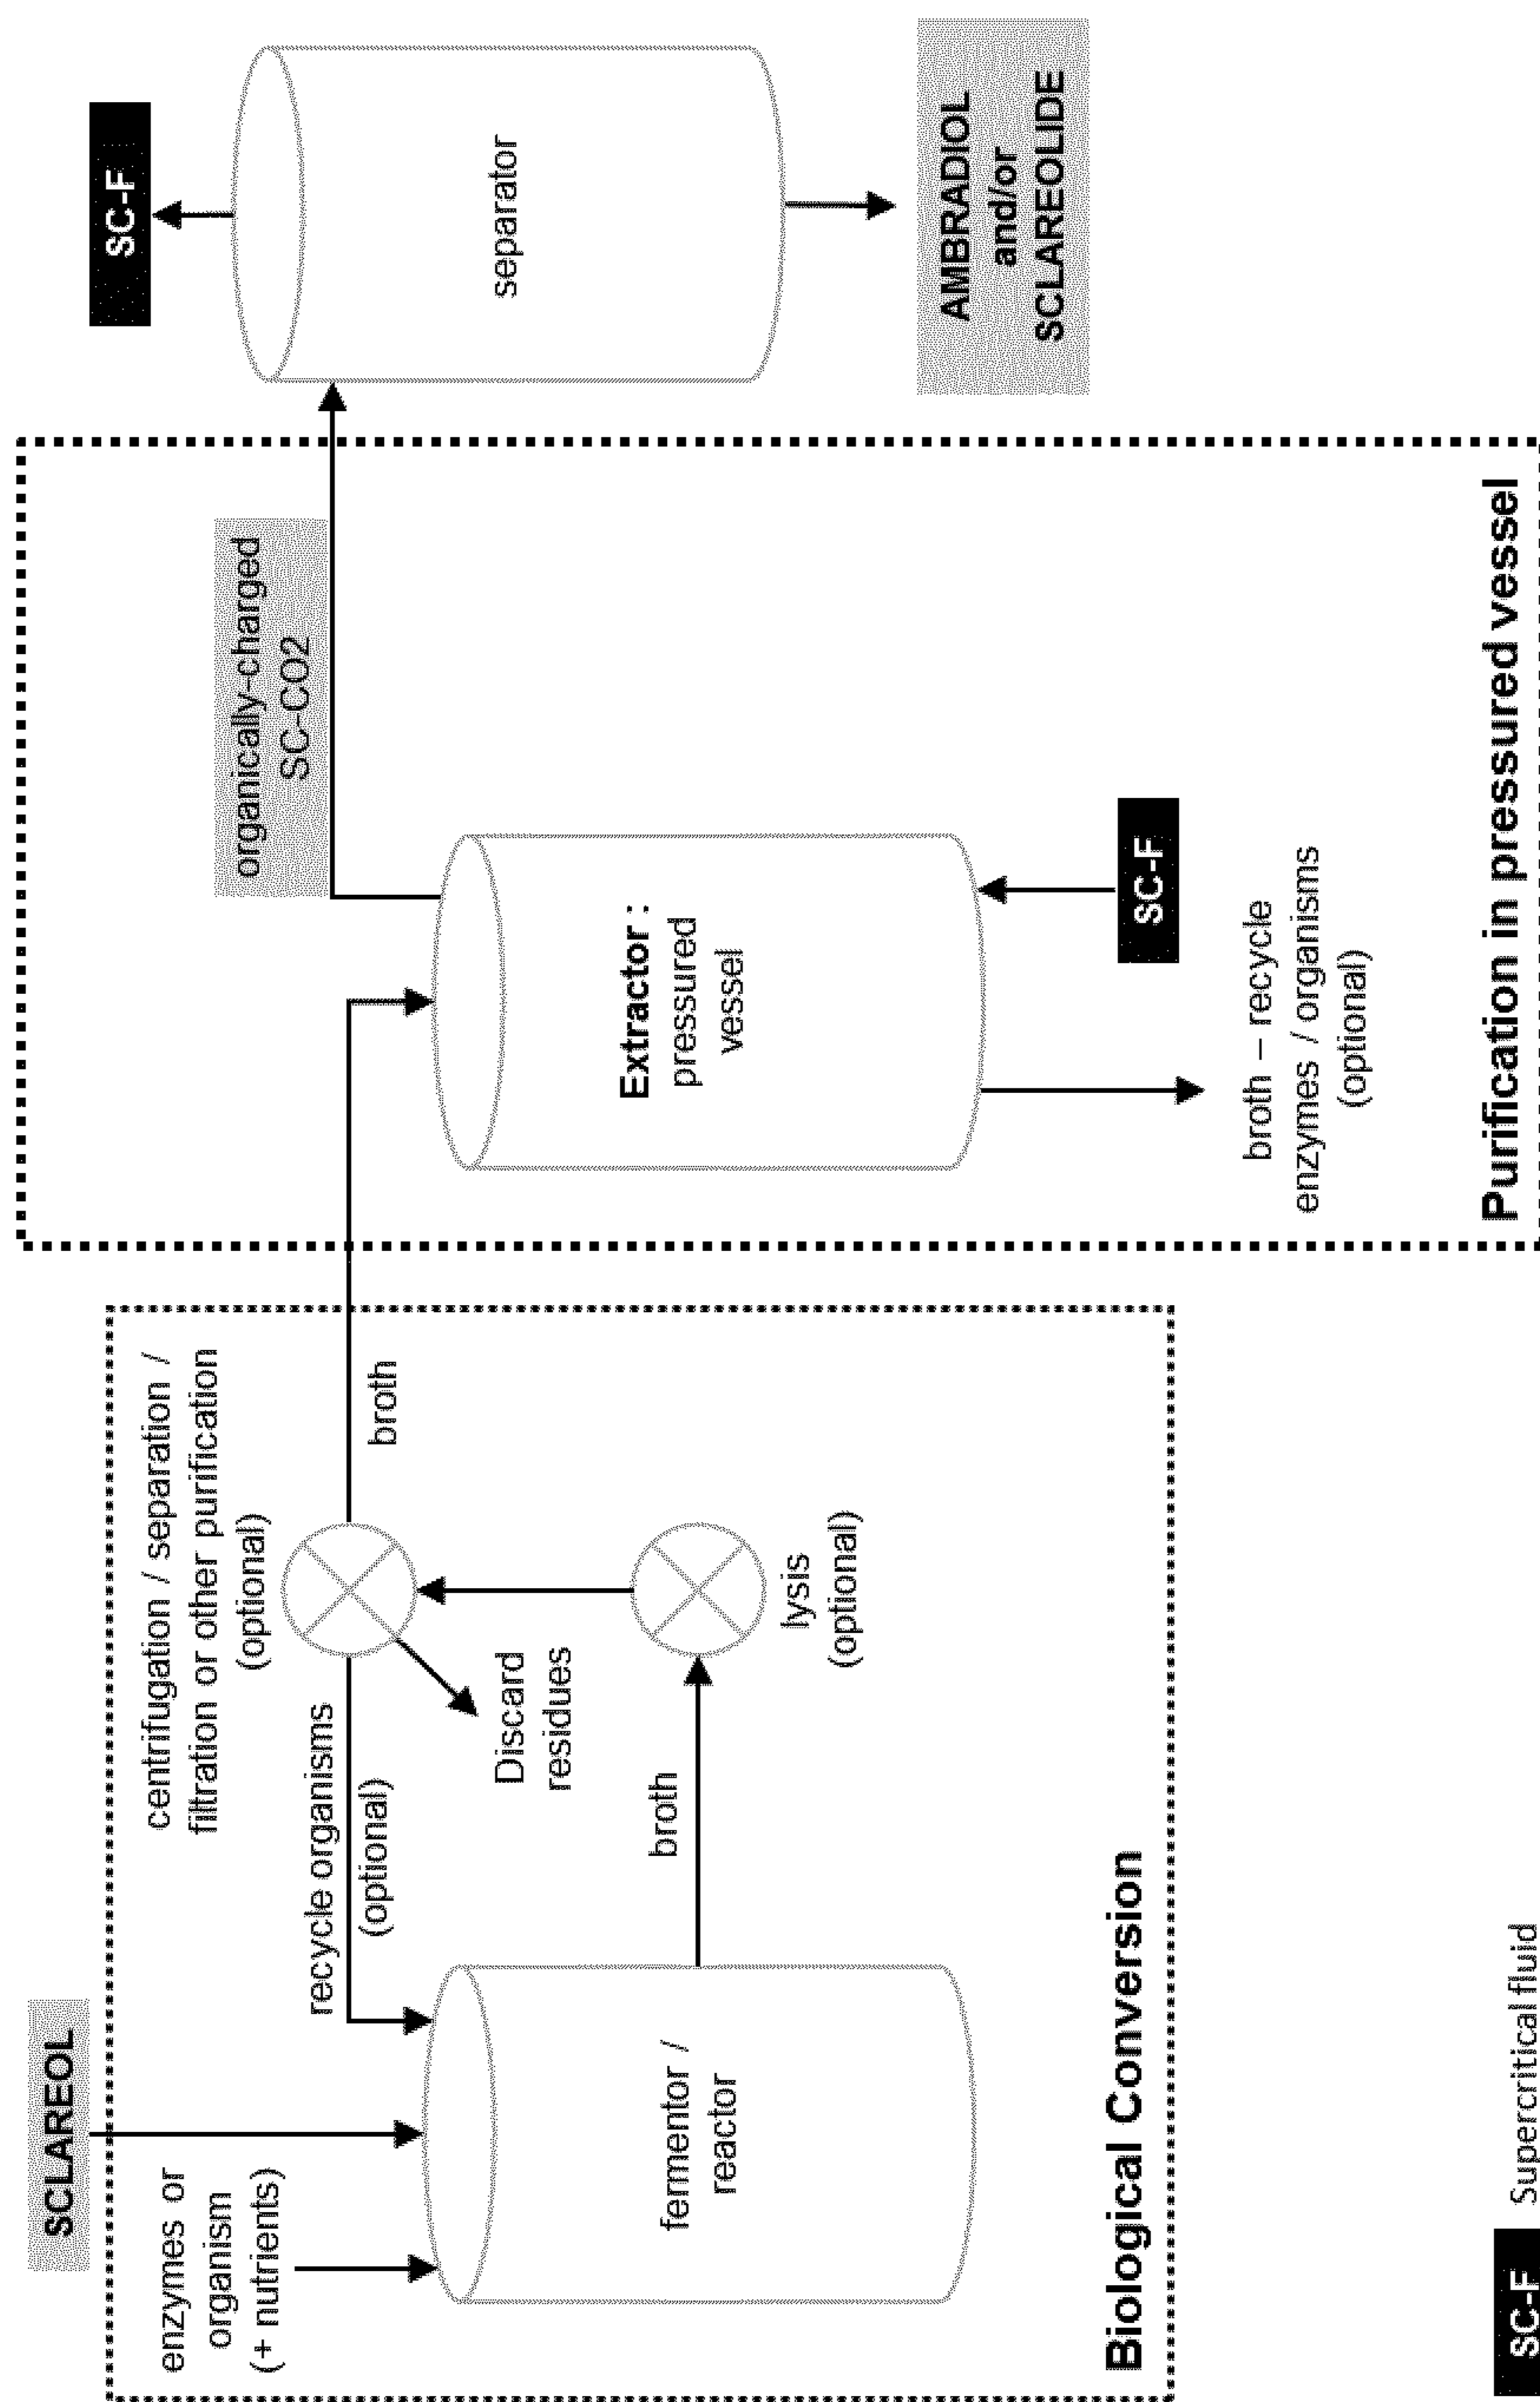 SCLAREOL
enzymes or
organism
(+ nutrients)
recycle organisms
(optional)
centrifugation / separation /
filtration or other purification
(optional)
Discard
residues
broth
fermentor /
reactor
broth
lysis
(optional)
Biological Conversion
organically-charged
SC-CO2
Extractor :
pressured
vessel
SC-F
broth – recycle
enzymes / organisms
(optional)
Purification in pressured vessel
SC-F
separator
AMBRADIOL
and/or
SCLAREOLIDE
SC-F
Supercritical fluid